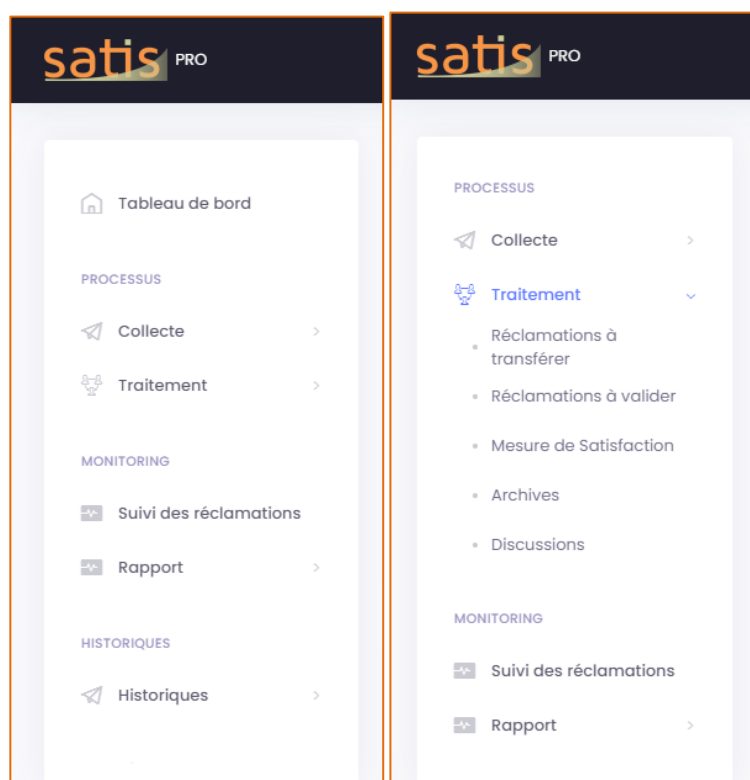 satis PRO
Tableau de bord
PROCESSUS
Collecte
Traitement
MONITORING
Suivi des réclamations
Rapport
HISTORIQUES
Historiques
satis PRO
PROCESSUS
Collecte
Traitement
Réclamations à
transférer
Réclamations à valider
Mesure de Satisfaction
Archives
Discussions
MONITORING
Suivi des réclamations
Rapport